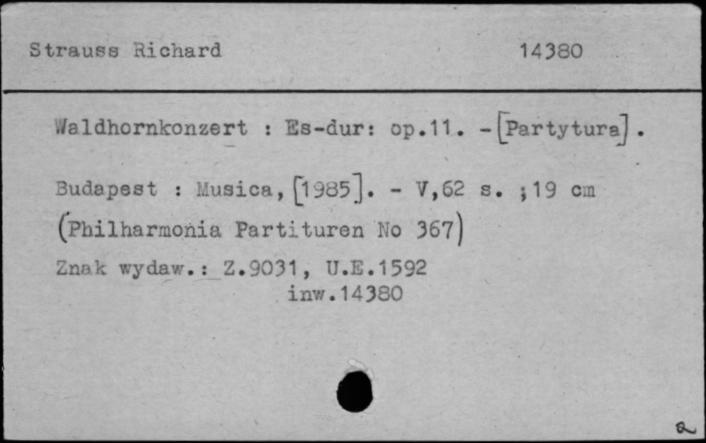 Strauss Richard 14380
Waldhornkonzert : Es-dur: op.11. -[Partytura].
Budapest : Musica, [1985]. - V,62 s. ;19 cm
(Philharmonia Partituren No 367)
Znak wydaw.: Z.9031, U.E.1592
inw.14380